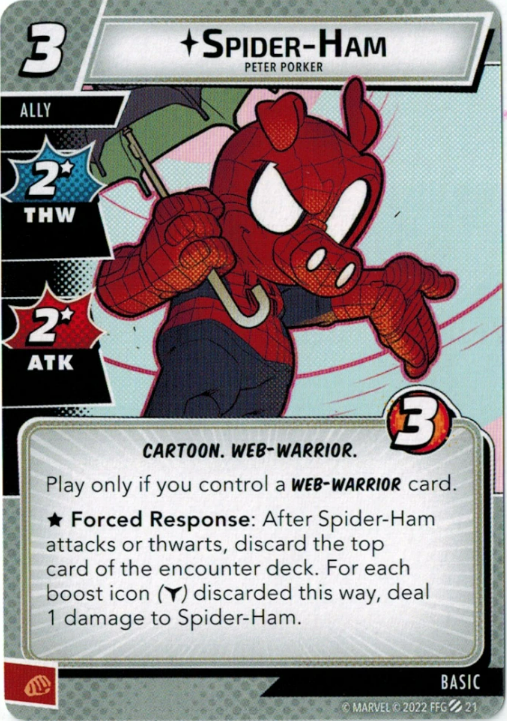 3
Spider-Ham
PETER PORKER
ALLY
2
THW
2
ATK
3
CARTOON. WEB-WARRIOR.
Play only if you control a WEB-WARRIOR card.
★ Forced Response: After Spider-Ham
attacks or thwarts, discard the top
card of the encounter deck. For each
boost icon () discarded this way, deal
1 damage to Spider-Ham.
BASIC
© MARVEL © 2022 FFG 21